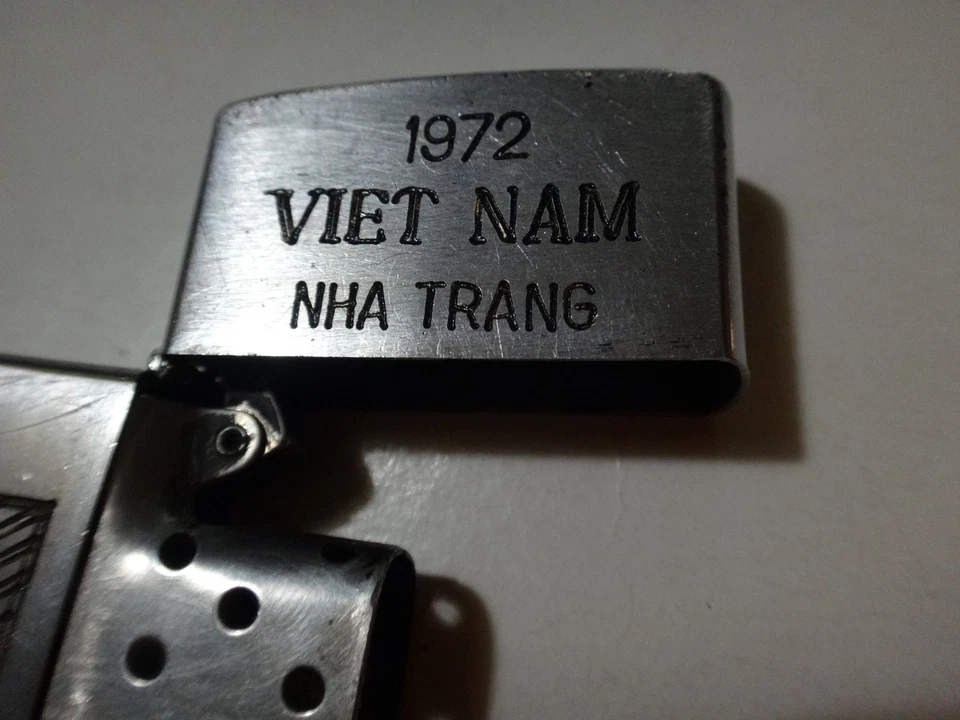 1972
VIET NAM
NHA TRANG